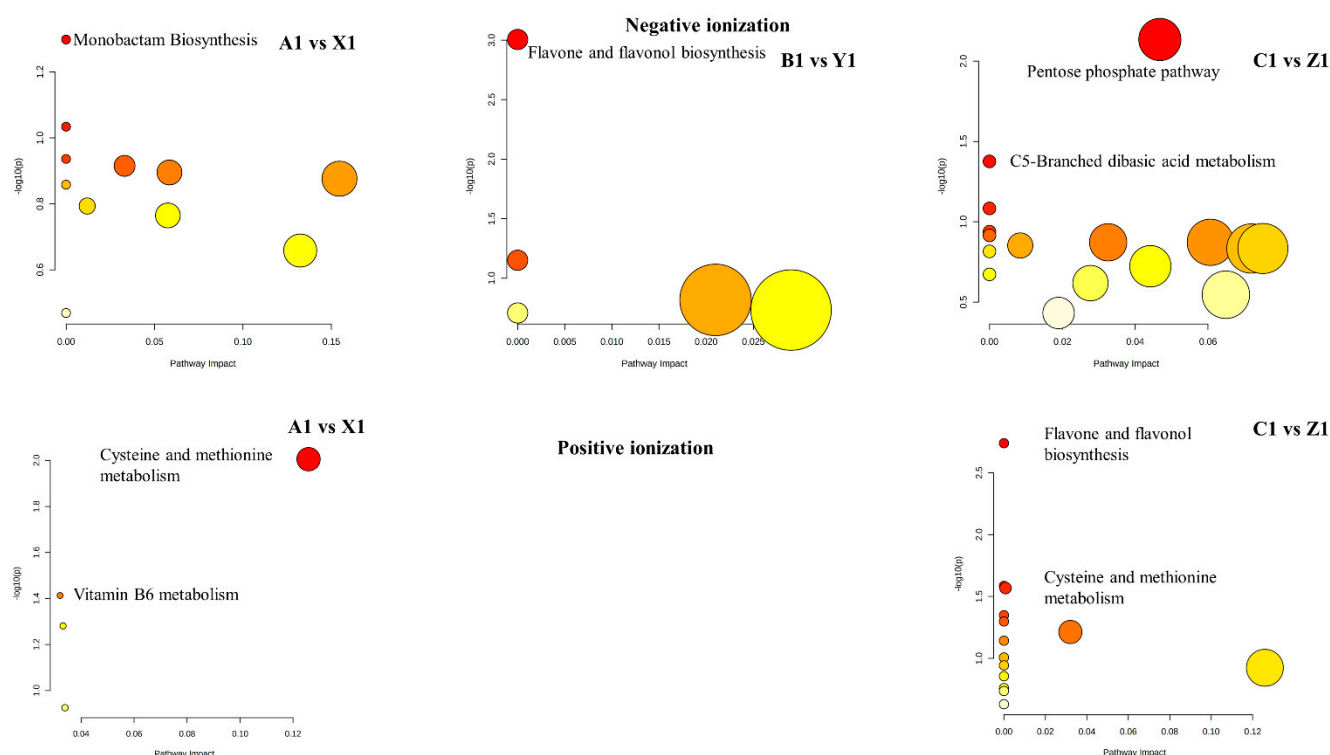 Negative ionization
Monobactam Biosynthesis
A1 vs X1
1.2
1.0
0.8
0.6
-log10(p)
0.00
0.05
0.10
0.15
Pathway Impact
Flavone and flavonol biosynthesis
B1 vs Y1
3.0
2.5
2.0
1.5
1.0
-log10(p)
0.000
0.005
0.010
0.015
0.020
0.025
Pathway Impact
Pentose phosphate pathway
C1 vs Z1
C5-Branched dibasic acid metabolism
2.0
1.5
1.0
0.5
-log10(p)
0.00
0.02
0.04
0.06
Pathway Impact
Positive ionization
A1 vs X1
Cysteine and methionine
metabolism
Vitamin B6 metabolism
2.0
1.8
1.6
1.4
1.2
1.0
-log10(p)
0.04
0.06
0.08
0.10
0.12
Pathway Impact
C1 vs Z1
Flavone and flavonol
biosynthesis
Cysteine and methionine
metabolism
2.5
2.0
1.5
1.0
-log10(p)
0.00
0.02
0.04
0.06
0.08
0.10
0.12
Pathway Impact